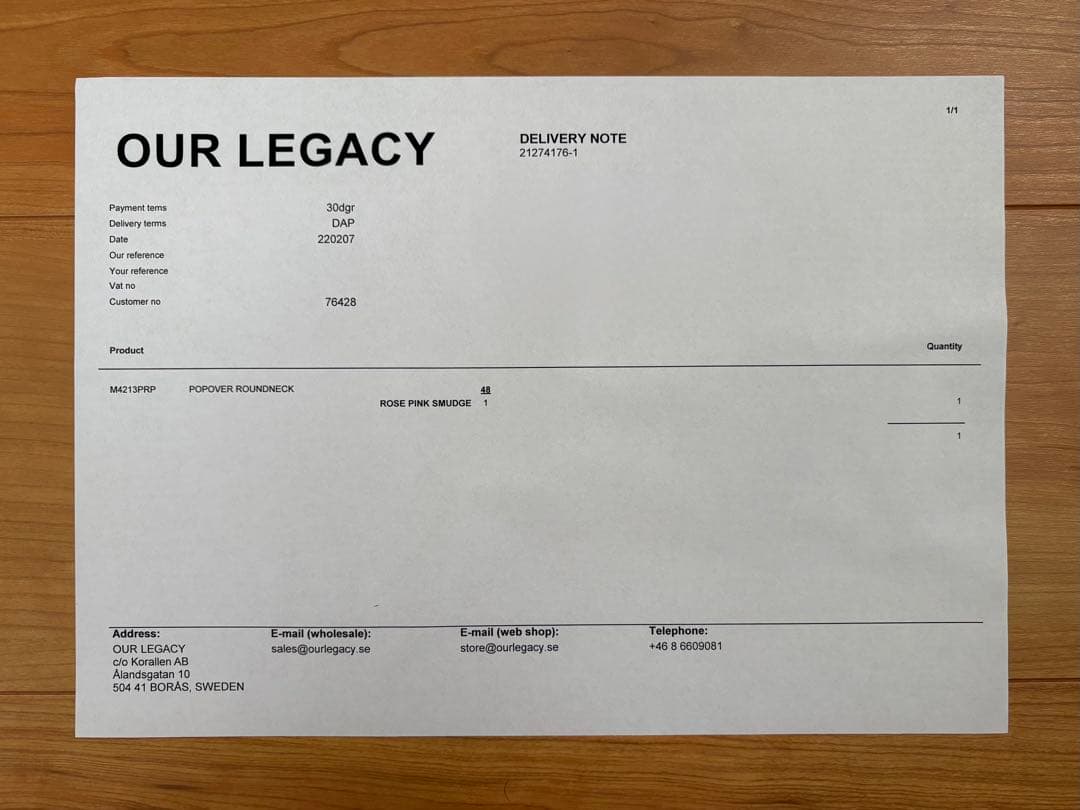 1/1
OUR LEGACY
DELIVERY NOTE
21274176-1
Payment tems 30dgr
Delivery terms DAP
Date 220207
Our reference
Your reference
Vat no
Customer no 76428
Product Quantity
M4213PRP POPOVER ROUNDNECK 48
ROSE PINK SMUDGE 1 1
1
Address: E-mail (wholesale): E-mail (web shop): Telephone:
OUR LEGACY sales@ourlegacy.se store@ourlegacy.se +46 8 6609081
c/o Korallen AB
Ålandsgatan 10
504 41 BORÅS, SWEDEN